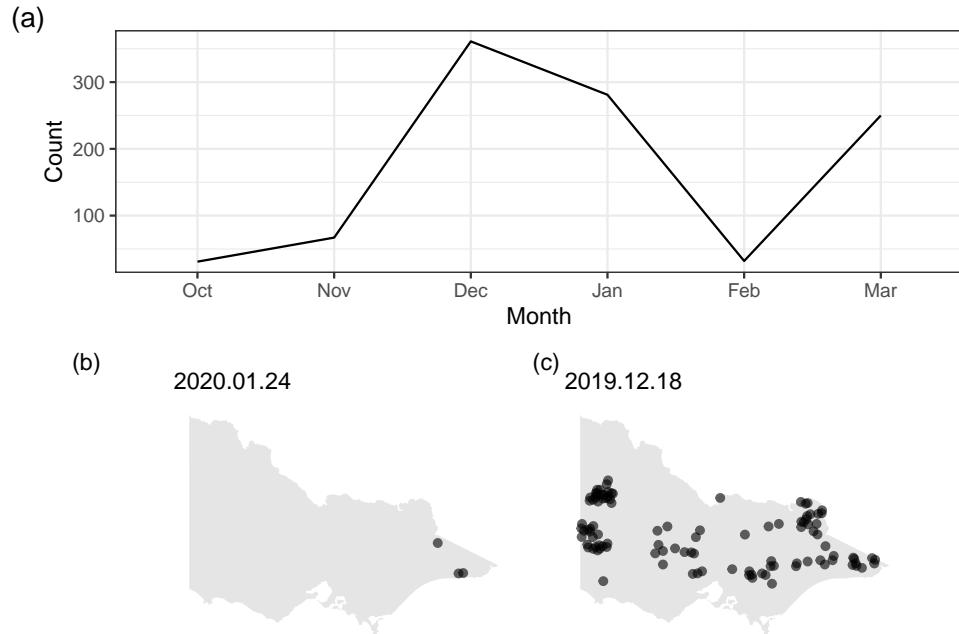 (a)
300
200
100
Count
Oct Nov Dec Jan Feb Mar
Month
(b) (c)
2020.01.24 2019.12.18